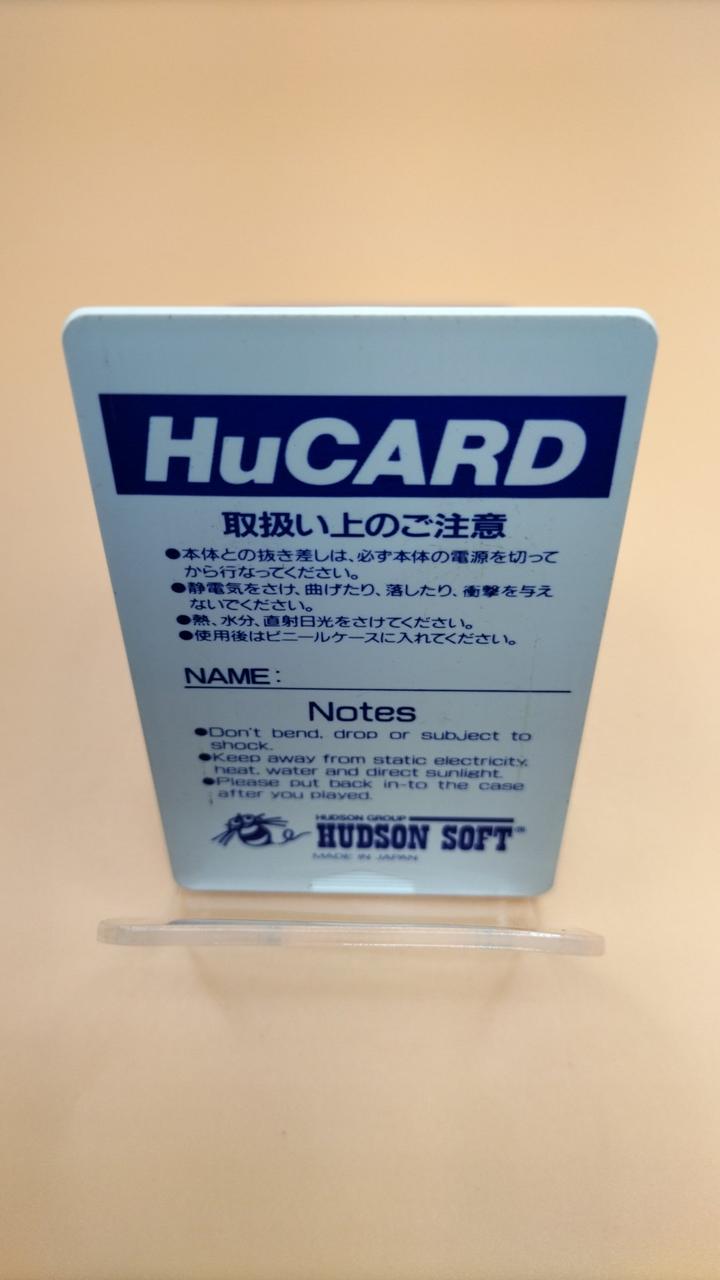 HuCARD
取扱い上のご注意
●本体との抜き差しは、必ず本体の電源を切って
から行なってください。
●静電気をさけ、曲げたり、落したり、衝撃を与え
ないでください。
●熱、水分、直射日光をさけてください。
●使用後はビニールケースに入れてください。
NAME:
Notes
●Don't bend, drop or subject to
shock.
●Keep away from static electricity,
heat, water and direct sunlight.
●Please put back in-to the case
after you played.
HUDSON GROUP
HUDSON SOFT®
MADE IN JAPAN